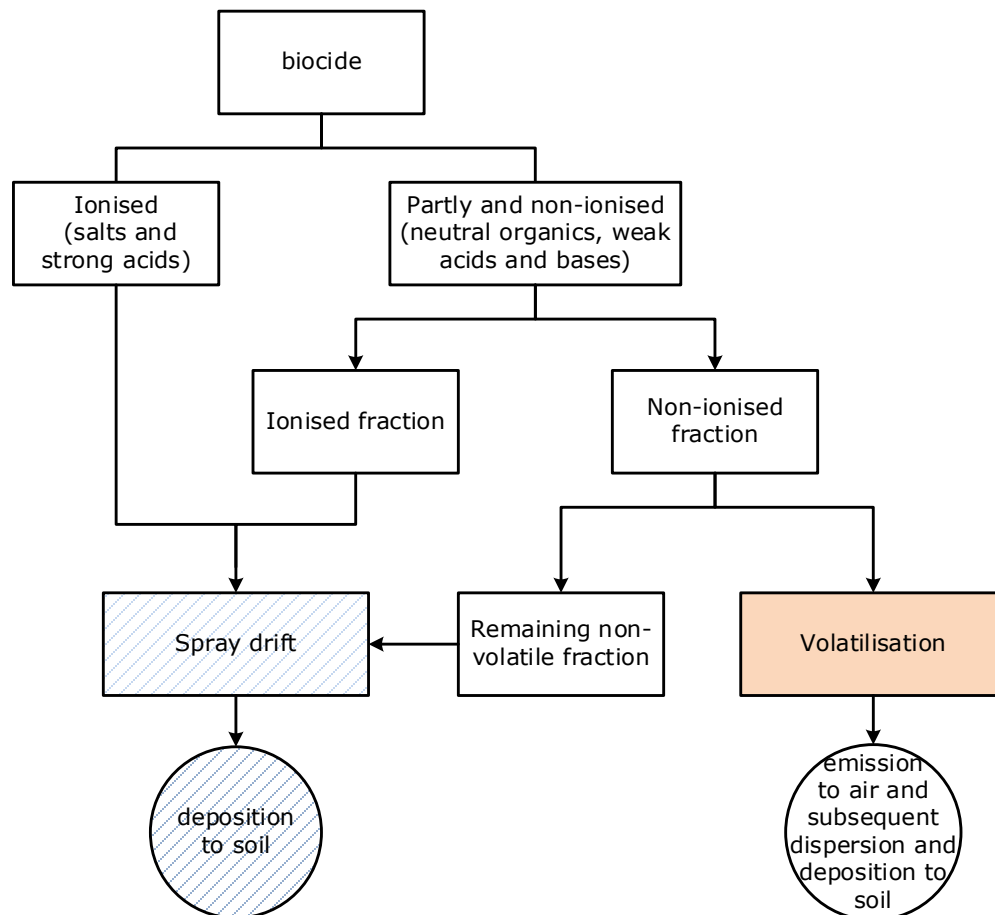 biocide
Ionised
(salts and
strong acids)
Partly and non-ionised
(neutral organics, weak
acids and bases)
Ionised fraction
Non-ionised
fraction
Spray drift
Remaining non-
volatile fraction
Volatilisation
deposition
to soil
emission
to air and
subsequent
dispersion and
deposition to
soil